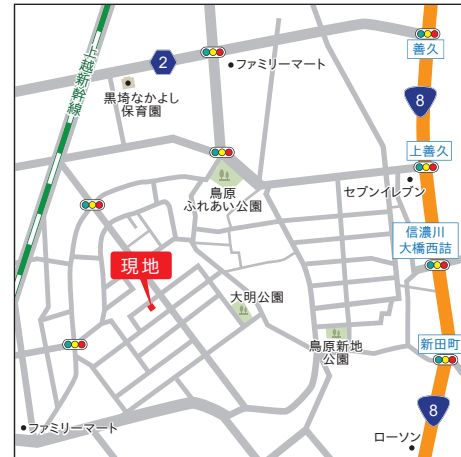 善久
2
ファミリーマート
上越新幹線
黒埼なかよし
保育園
8
上善久
セブンイレブン
鳥原
ふれあい公園
信濃川
大橋西詰
現地
大明公園
鳥原新地
公園
新田町
8
ファミリーマート
ローソン